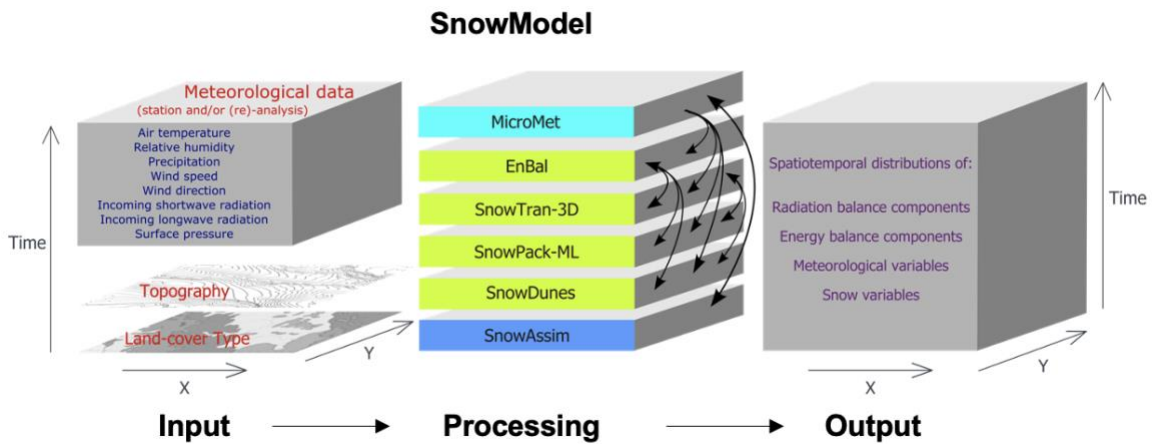 SnowModel
Meteorological data
(station and/or (re)-analysis)
Air temperature
Relative humidity
Precipitation
Wind speed
Wind direction
Incoming shortwave radiation
Incoming longwave radiation
Surface pressure
Time
Topography
Land-cover Type
X
Y
MicroMet
EnBal
SnowTran-3D
SnowPack-ML
SnowDunes
SnowAssim
Spatiotemporal distributions of:
Radiation balance components
Energy balance components
Meteorological variables
Snow variables
Time
X
Y
Input
Processing
Output